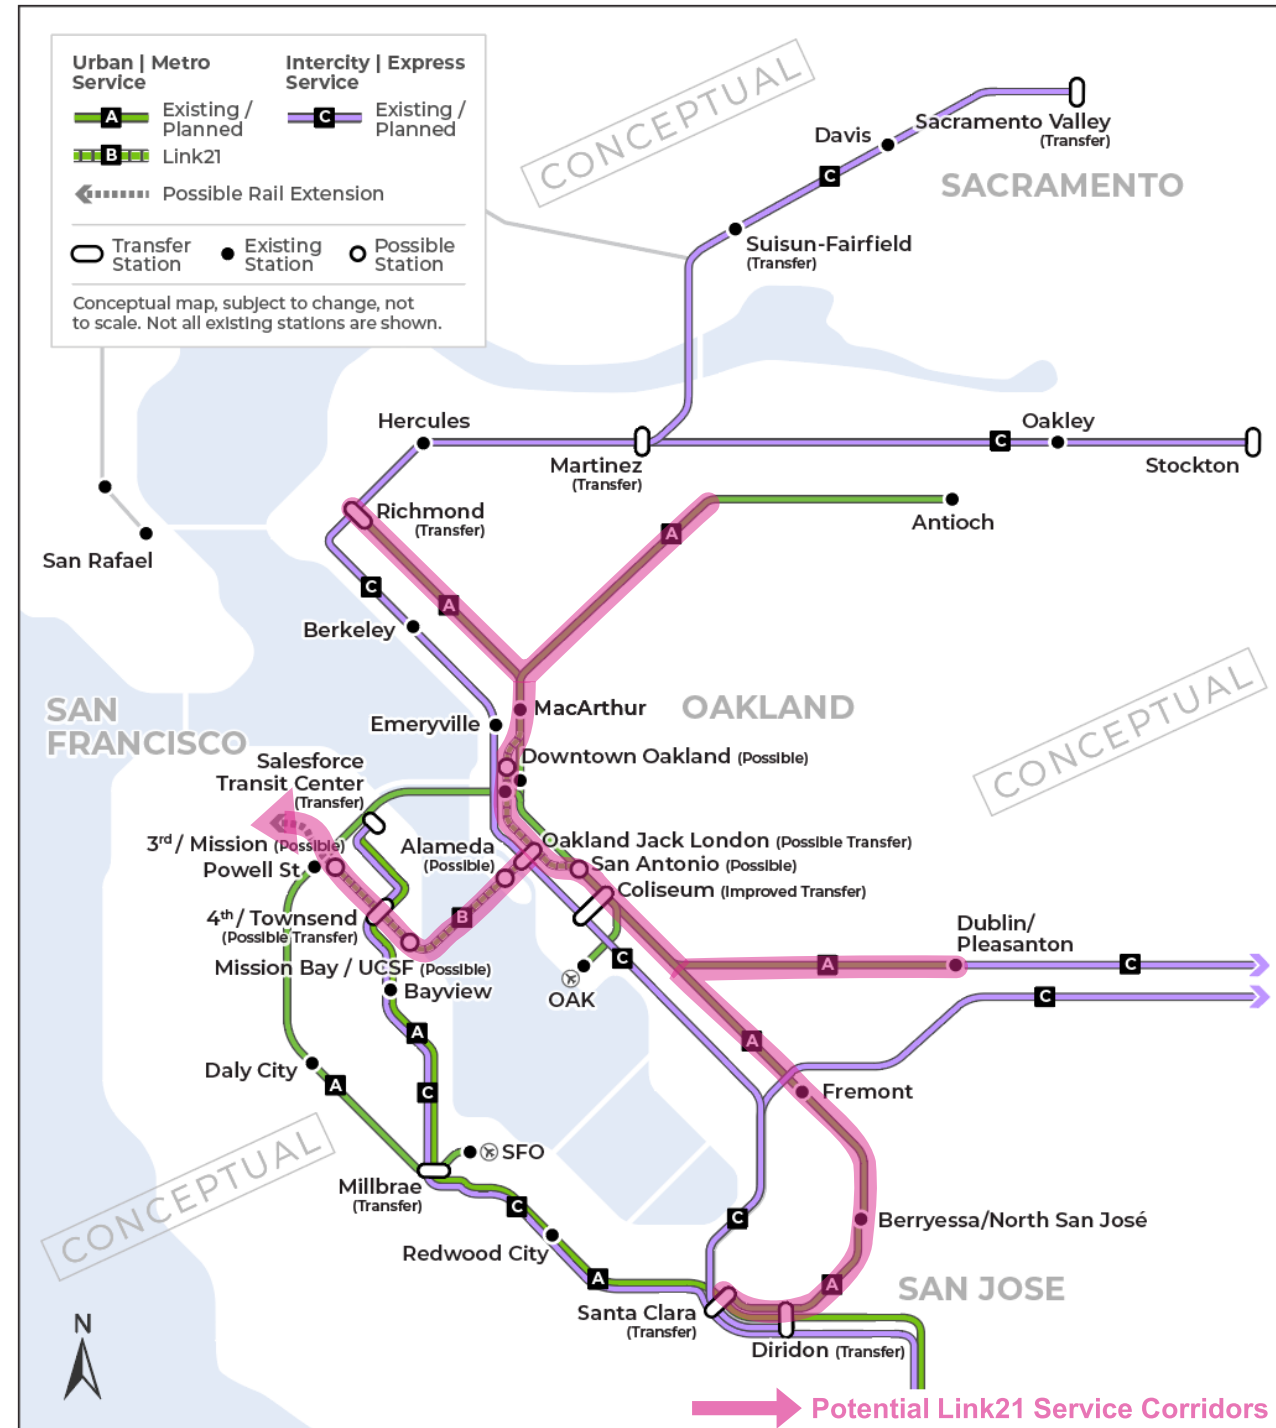 Urban | Metro
Service
Intercity | Express
Service
A
Existing /
Planned
C
Existing /
Planned
B
Link21
Possible Rail Extension
Transfer
Station
Existing
Station
Possible
Station
Conceptual map, subject to change, not
to scale. Not all existing stations are shown.
CONCEPTUAL
Sacramento Valley
(Transfer)
Davis
C
SACRAMENTO
Suisun-Fairfield
(Transfer)
Hercules
Martinez
(Transfer)
C
Oakley
Stockton
Richmond
(Transfer)
A
Antioch
San Rafael
C
A
Berkeley
SAN
FRANCISCO
Emeryville
MacArthur
OAKLAND
CONCEPTUAL
Downtown Oakland (Possible)
Salesforce
Transit Center
(Transfer)
3rd / Mission (Possible)
Powell St
Alameda
(Possible)
Oakland Jack London (Possible Transfer)
San Antonio (Possible)
Coliseum (Improved Transfer)
4th / Townsend
(Possible Transfer)
B
Mission Bay / UCSF (Possible)
Bayview
OAK
C
A
Dublin/
Pleasanton
C
C
A
A
Fremont
Daly City
A
C
CONCEPTUAL
SFO
Millbrae
(Transfer)
C
C
Redwood City
Berryessa/North San José
A
A
SAN JOSE
Santa Clara
(Transfer)
Diridon (Transfer)
N
Potential Link21 Service Corridors